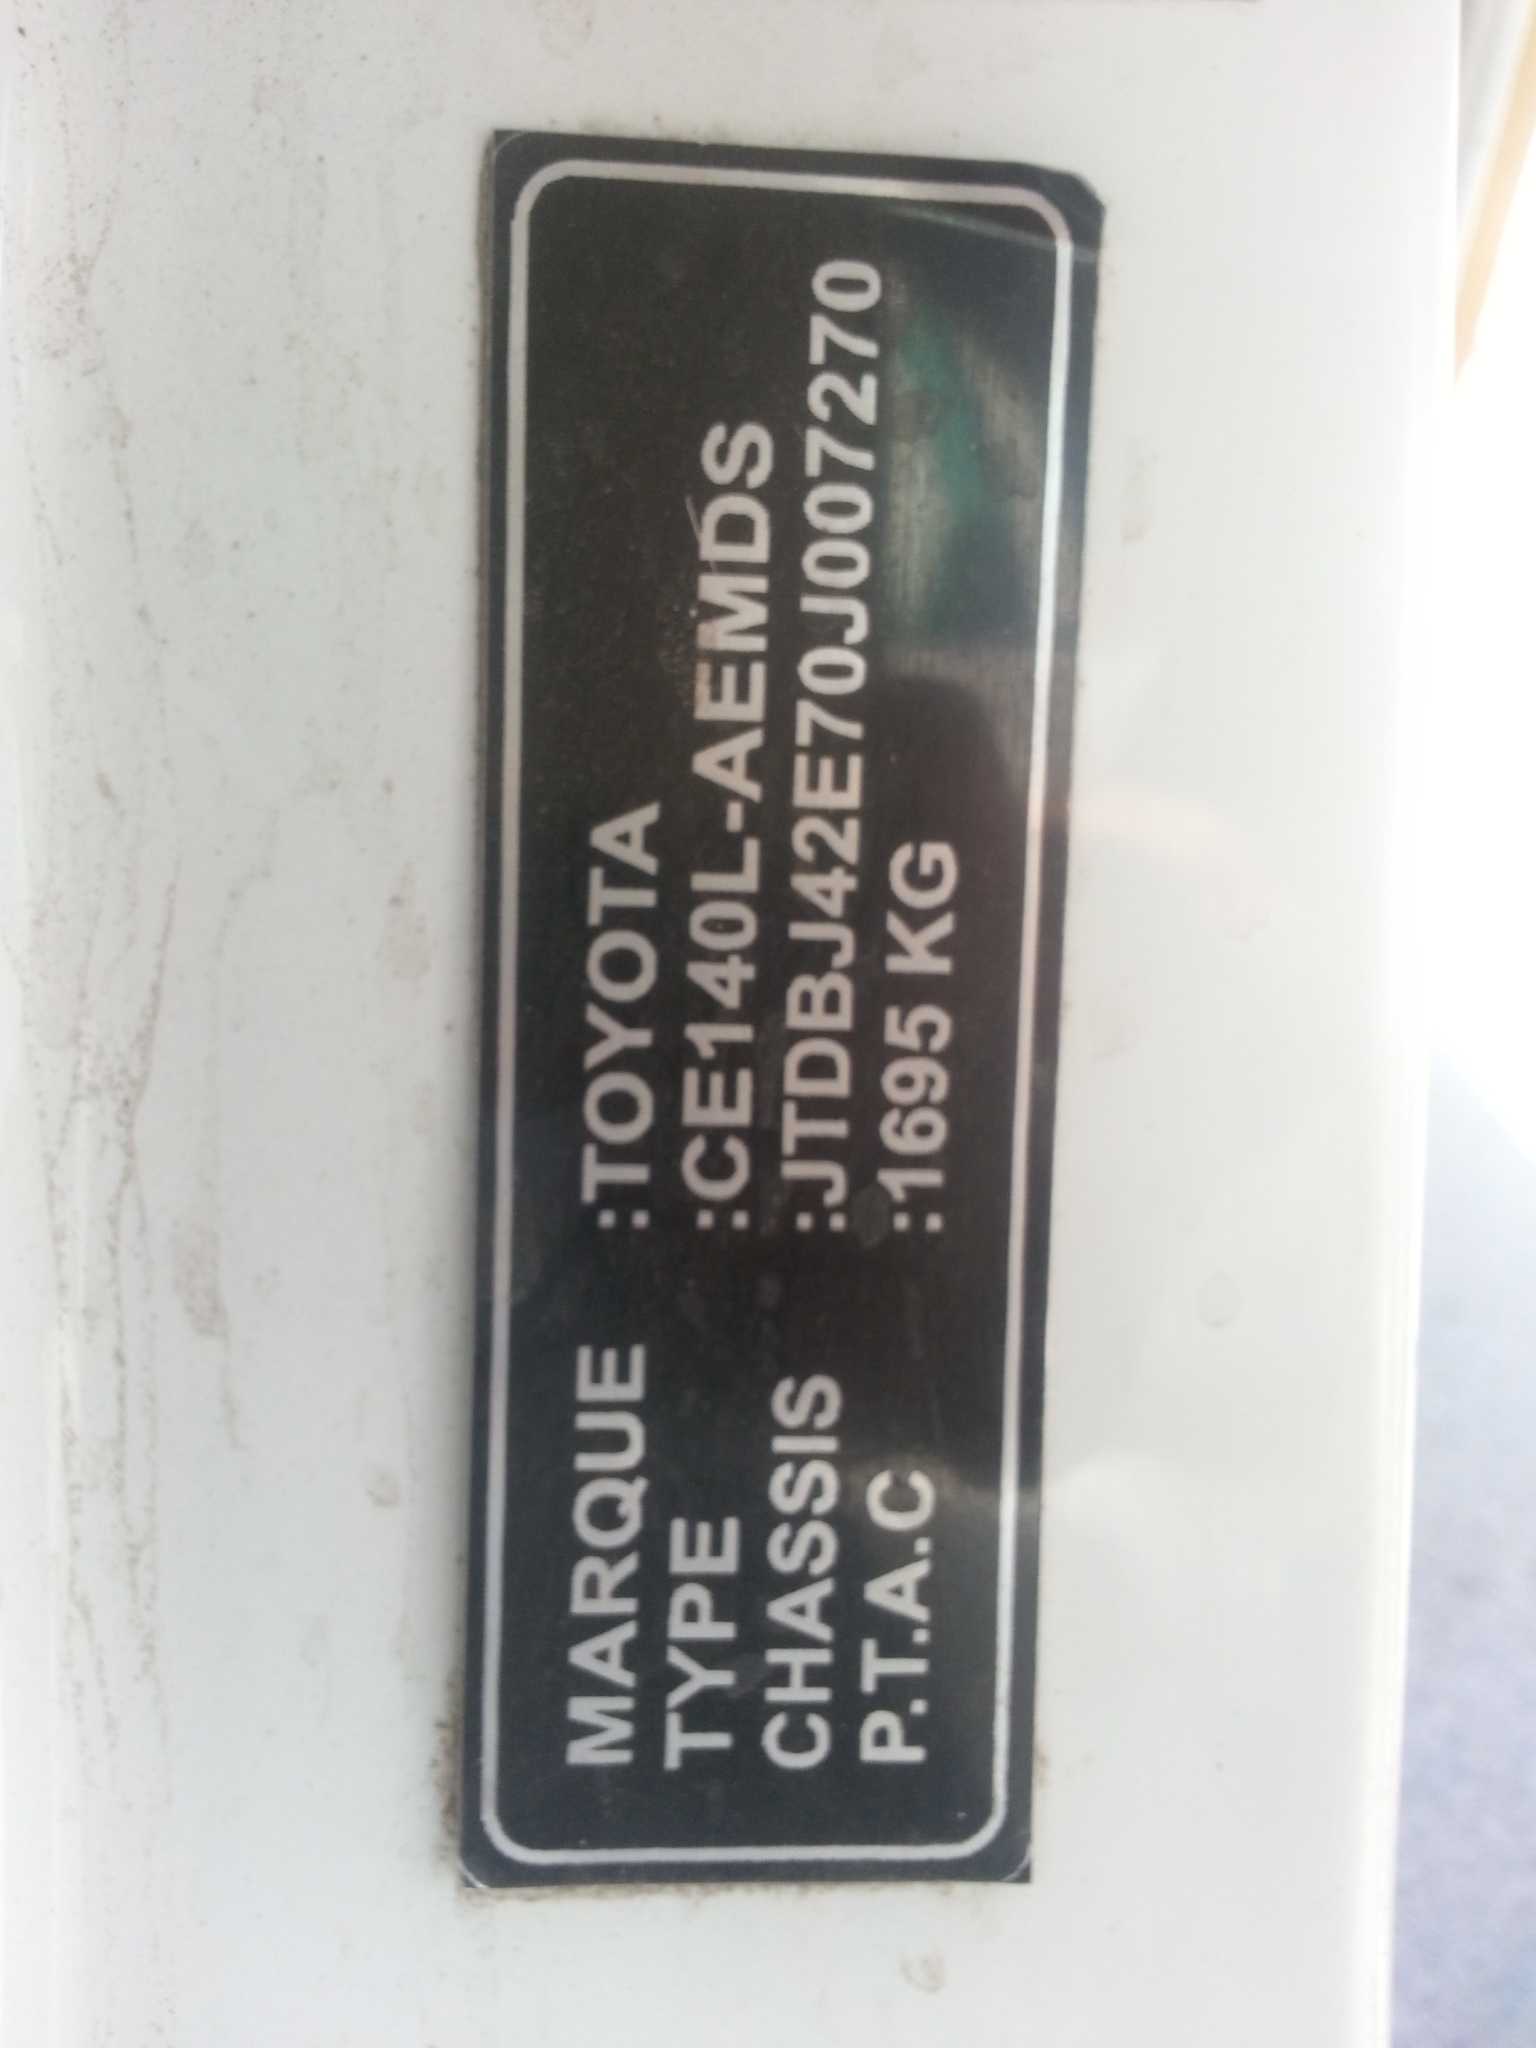 MARQUE :TOYOTA
TYPE :CE140L-AEMDS
CHASSIS :JTDBJ42E70J007270
P.T.A.C :1695 KG